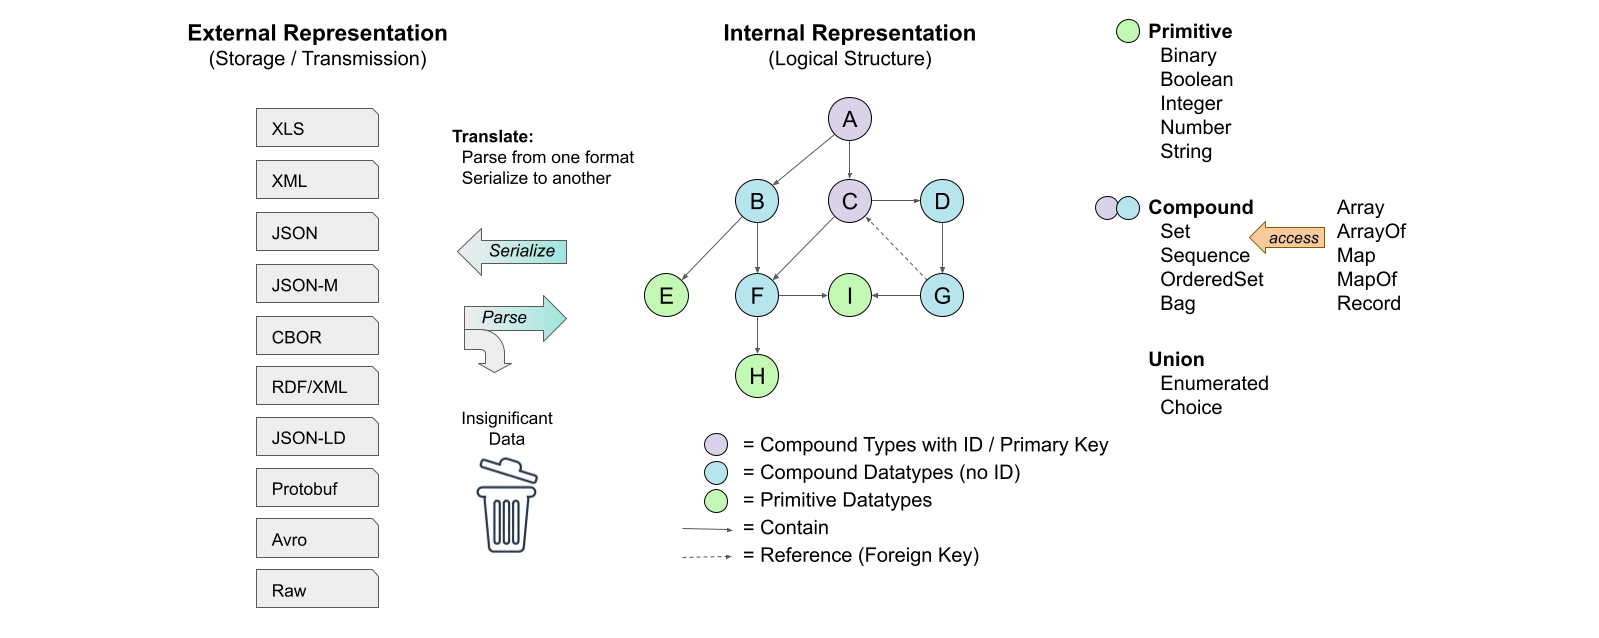 External Representation
(Storage / Transmission)
XLS
XML
JSON
JSON-M
CBOR
RDF/XML
JSON-LD
Protobuf
Avro
Raw
Translate:
Parse from one format
Serialize to another
Serialize
Parse
Insignificant
Data
Internal Representation
(Logical Structure)
A
B
C
D
E
F
I
G
H
= Compound Types with ID / Primary Key
= Compound Datatypes (no ID)
= Primitive Datatypes
= Contain
= Reference (Foreign Key)
Primitive
Binary
Boolean
Integer
Number
String
Compound
Set
Sequence
OrderedSet
Bag
access
Array
ArrayOf
Map
MapOf
Record
Union
Enumerated
Choice